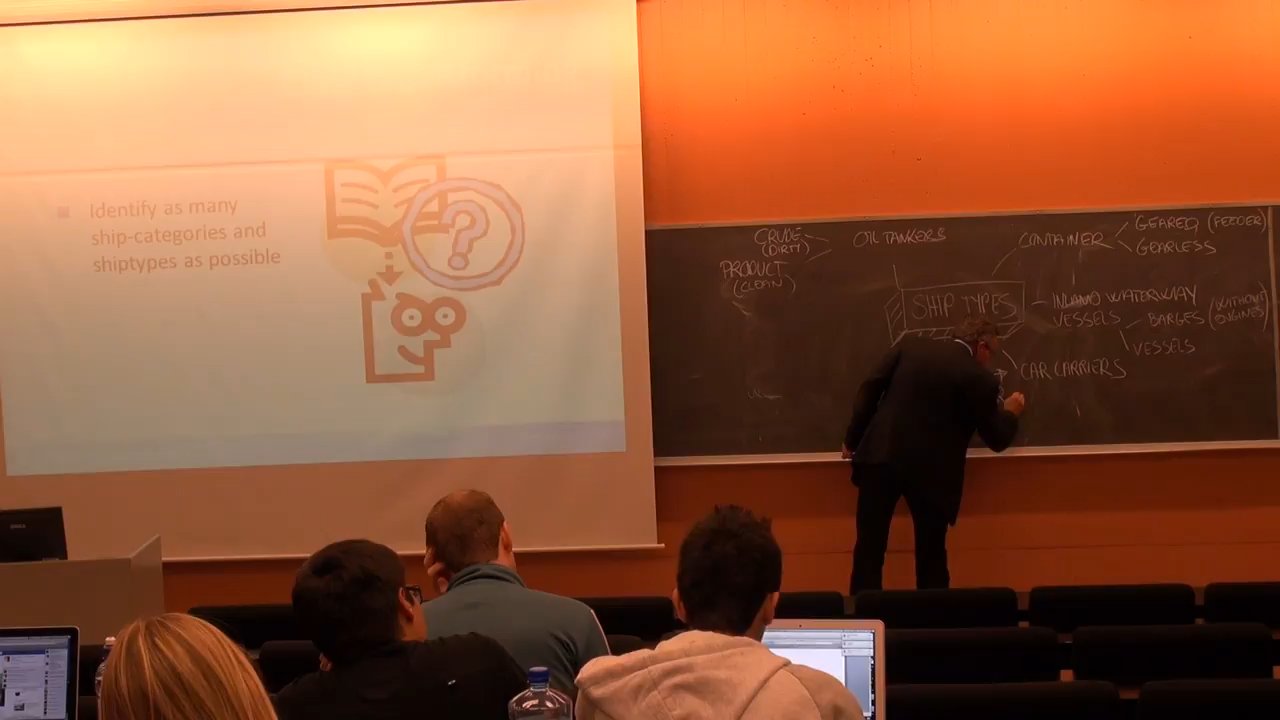 Identify as many
ship-categories and
shiptypes as possible
?
CRUDE
(DIRTY)
PRODUCT
(CLEAN)
OIL TANKERS
CONTAINER
GEARED (FEEDER)
GEARLESS
SHIP TYPES
INLAND WATERWAY
VESSELS
BARGES (WITHOUT
ENGINES)
VESSELS
CAR CARRIERS